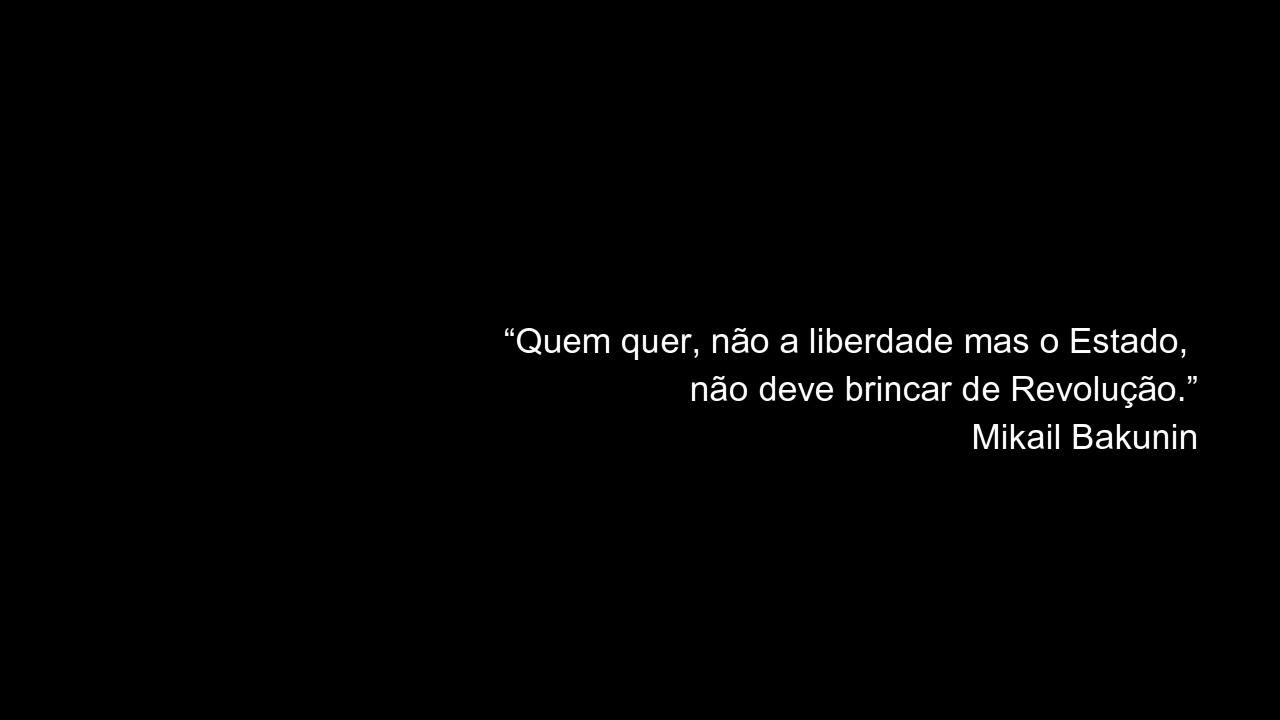 “Quem quer, não a liberdade mas o Estado,
não deve brincar de Revolução.”
Mikail Bakunin